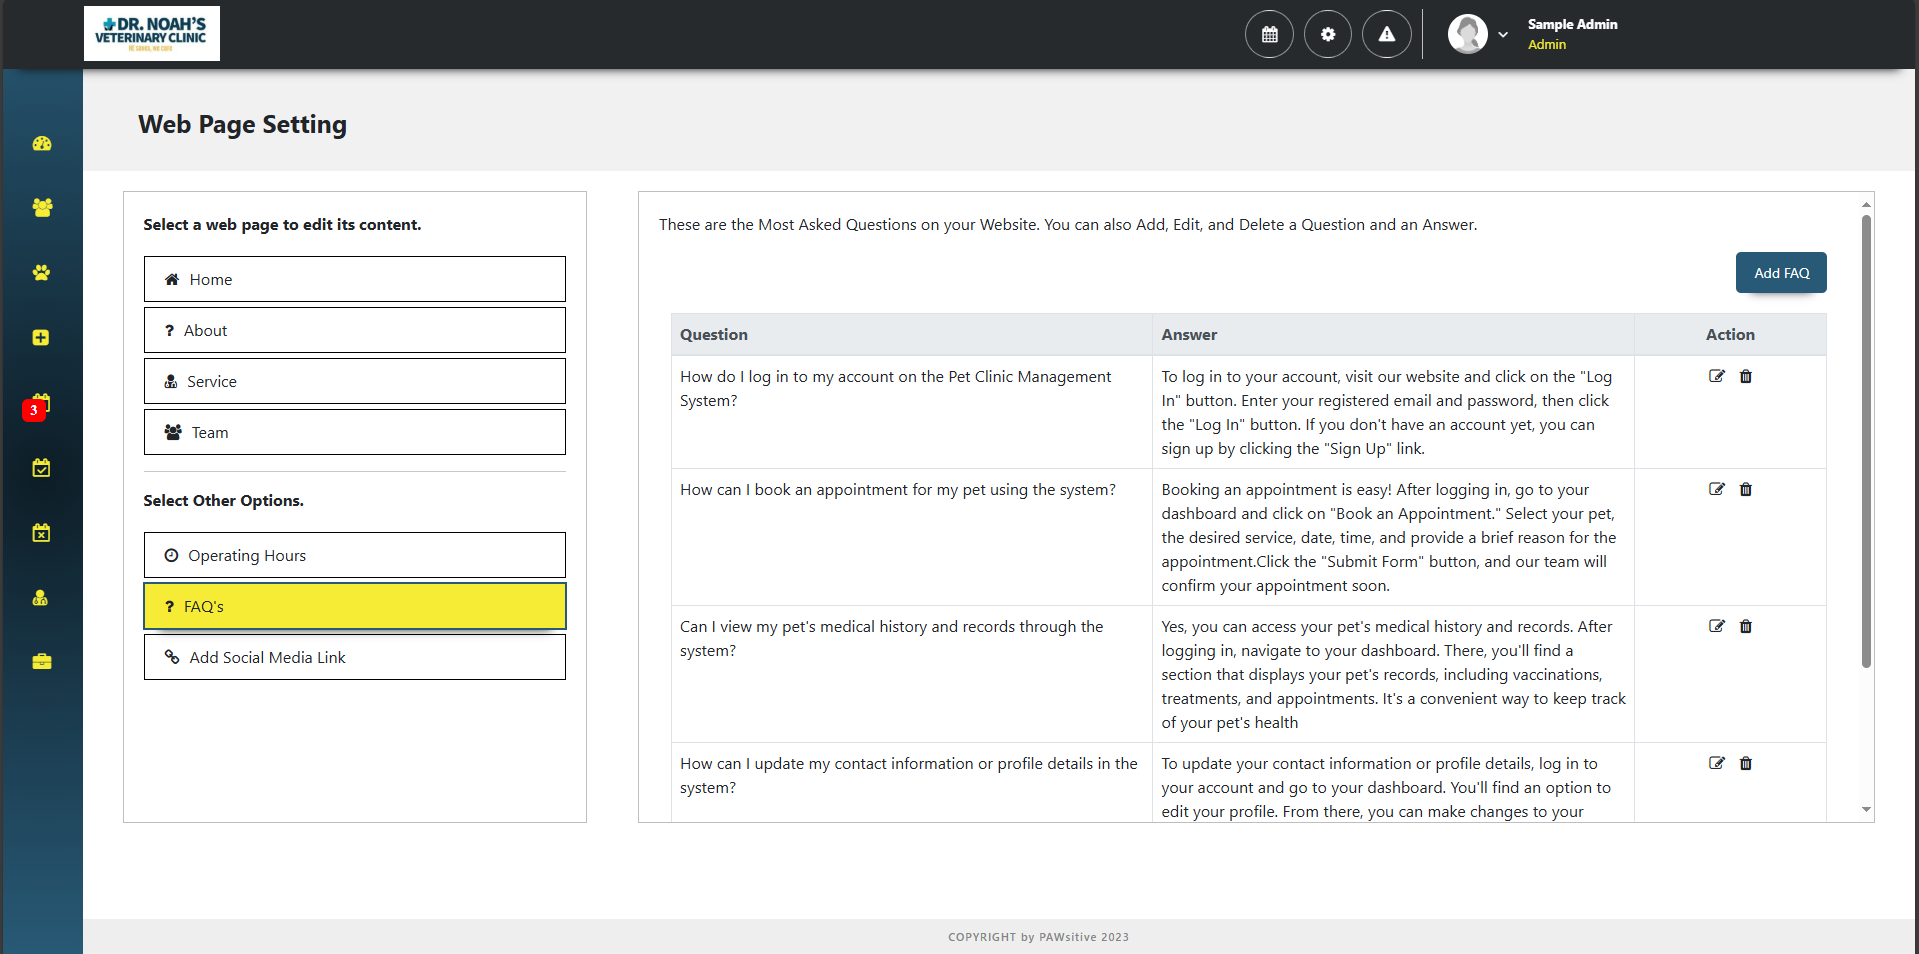 DR. NOAH'S
VETERINARY CLINIC
Sample Admin
Admin
Web Page Setting
3
Select a web page to edit its content.
Home
? About
Service
Team
Select Other Options.
Operating Hours
? FAQ's
Add Social Media Link
These are the Most Asked Questions on your Website. You can also Add, Edit, and Delete a Question and an Answer.
Add FAQ
Question Answer Action
How do I log in to my account on the Pet Clinic Management
System?
To log in to your account, visit our website and click on the "Log
In" button. Enter your registered email and password, then click
the "Log In" button. If you don't have an account yet, you can
sign up by clicking the "Sign Up" link.
How can I book an appointment for my pet using the system?
Booking an appointment is easy! After logging in, go to your
dashboard and click on "Book an Appointment." Select your pet,
the desired service, date, time, and provide a brief reason for the
appointment.Click the "Submit Form" button, and our team will
confirm your appointment soon.
Can I view my pet's medical history and records through the
system?
Yes, you can access your pet's medical history and records. After
logging in, navigate to your dashboard. There, you'll find a
section that displays your pet's records, including vaccinations,
treatments, and appointments. It's a convenient way to keep track
of your pet's health
How can I update my contact information or profile details in the
system?
To update your contact information or profile details, log in to
your account and go to your dashboard. You'll find an option to
edit your profile. From there, you can make changes to your
COPYRIGHT by PAWsitive 2023